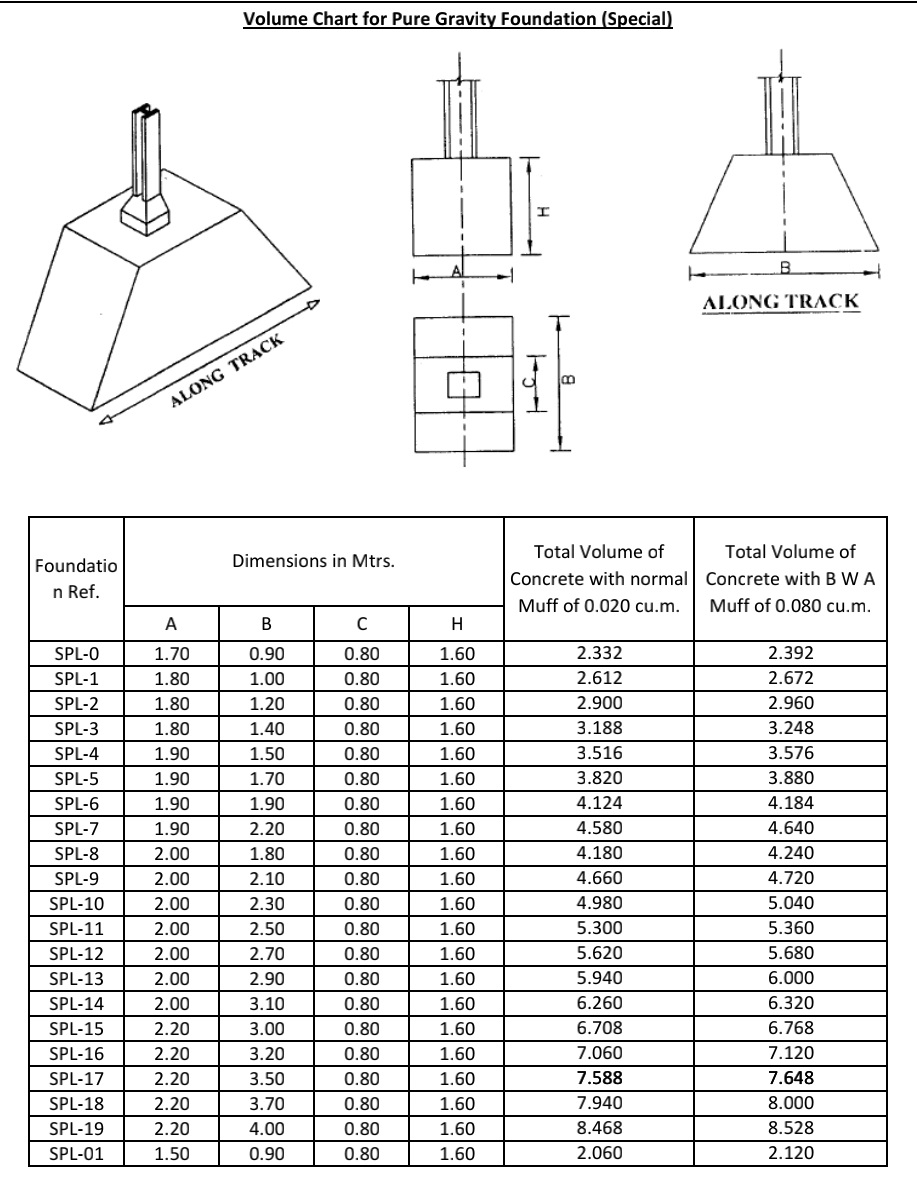 Volume Chart for Pure Gravity Foundation (Special)
H
A
B
ALONG TRACK
ALONG TRACK
C
B
Foundatio
n Ref.
Dimensions in Mtrs.
Total Volume of
Concrete with normal
Muff of 0.020 cu.m.
Total Volume of
Concrete with B W A
Muff of 0.080 cu.m.
A B C H
SPL-0 1.70 0.90 0.80 1.60 2.332 2.392
SPL-1 1.80 1.00 0.80 1.60 2.612 2.672
SPL-2 1.80 1.20 0.80 1.60 2.900 2.960
SPL-3 1.80 1.40 0.80 1.60 3.188 3.248
SPL-4 1.90 1.50 0.80 1.60 3.516 3.576
SPL-5 1.90 1.70 0.80 1.60 3.820 3.880
SPL-6 1.90 1.90 0.80 1.60 4.124 4.184
SPL-7 1.90 2.20 0.80 1.60 4.580 4.640
SPL-8 2.00 1.80 0.80 1.60 4.180 4.240
SPL-9 2.00 2.10 0.80 1.60 4.660 4.720
SPL-10 2.00 2.30 0.80 1.60 4.980 5.040
SPL-11 2.00 2.50 0.80 1.60 5.300 5.360
SPL-12 2.00 2.70 0.80 1.60 5.620 5.680
SPL-13 2.00 2.90 0.80 1.60 5.940 6.000
SPL-14 2.00 3.10 0.80 1.60 6.260 6.320
SPL-15 2.20 3.00 0.80 1.60 6.708 6.768
SPL-16 2.20 3.20 0.80 1.60 7.060 7.120
SPL-17 2.20 3.50 0.80 1.60 7.588 7.648
SPL-18 2.20 3.70 0.80 1.60 7.940 8.000
SPL-19 2.20 4.00 0.80 1.60 8.468 8.528
SPL-01 1.50 0.90 0.80 1.60 2.060 2.120